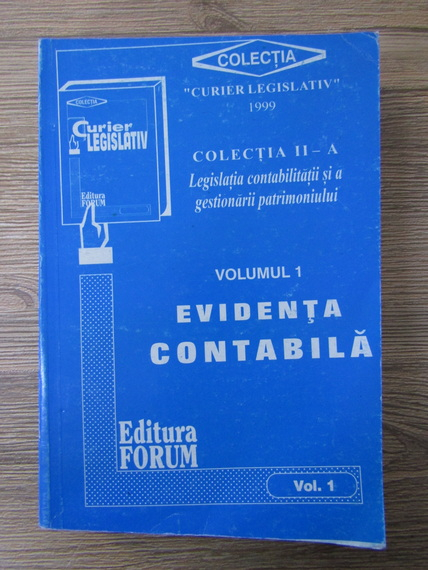 COLECȚIA
"CURIER LEGISLATIV"
1999
COLECȚIA
Curier
LEGISLATIV
Editura
FORUM
COLECȚIA II – A
Legislația contabilității și a
gestionării patrimoniului
VOLUMUL 1
EVIDENȚA
CONTABILĂ
Editura
FORUM
Vol. 1